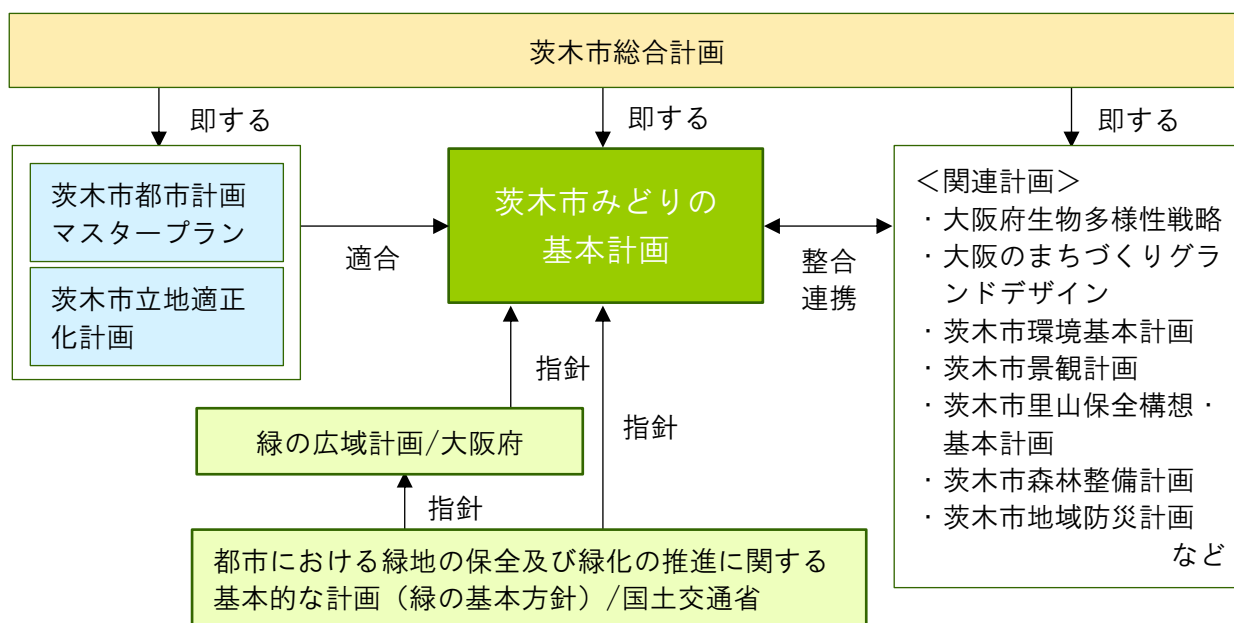 茨木市総合計画
即する
即する
即する
茨木市都市計画
マスタープラン
茨木市立地適正
化計画
適合
茨木市みどりの
基本計画
整合
連携
＜関連計画＞
・大阪府生物多様性戦略
・大阪のまちづくりグラ
ンドデザイン
・茨木市環境基本計画
・茨木市景観計画
・茨木市里山保全構想・
基本計画
・茨木市森林整備計画
・茨木市地域防災計画
など
指針
指針
緑の広域計画/大阪府
指針
都市における緑地の保全及び緑化の推進に関する
基本的な計画（緑の基本方針）/国土交通省